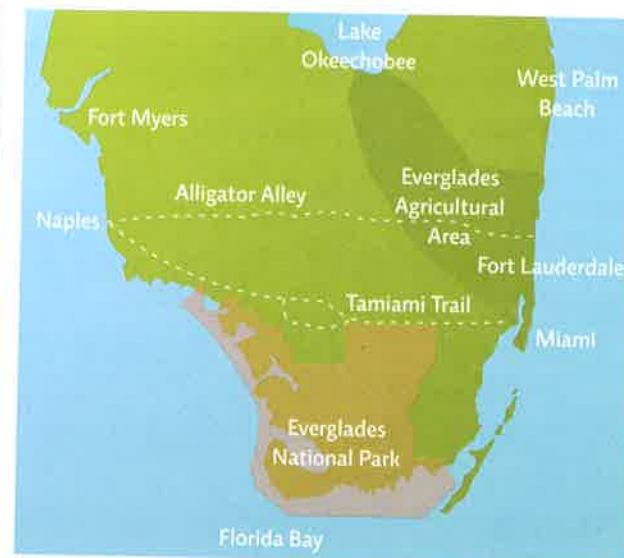 Lake
Okeechobee
West Palm
Beach
Fort Myers
Alligator Alley
Everglades
Agricultural
Area
Naples
Fort Lauderdale
Tamiami Trail
Miami
Everglades
National Park
Florida Bay